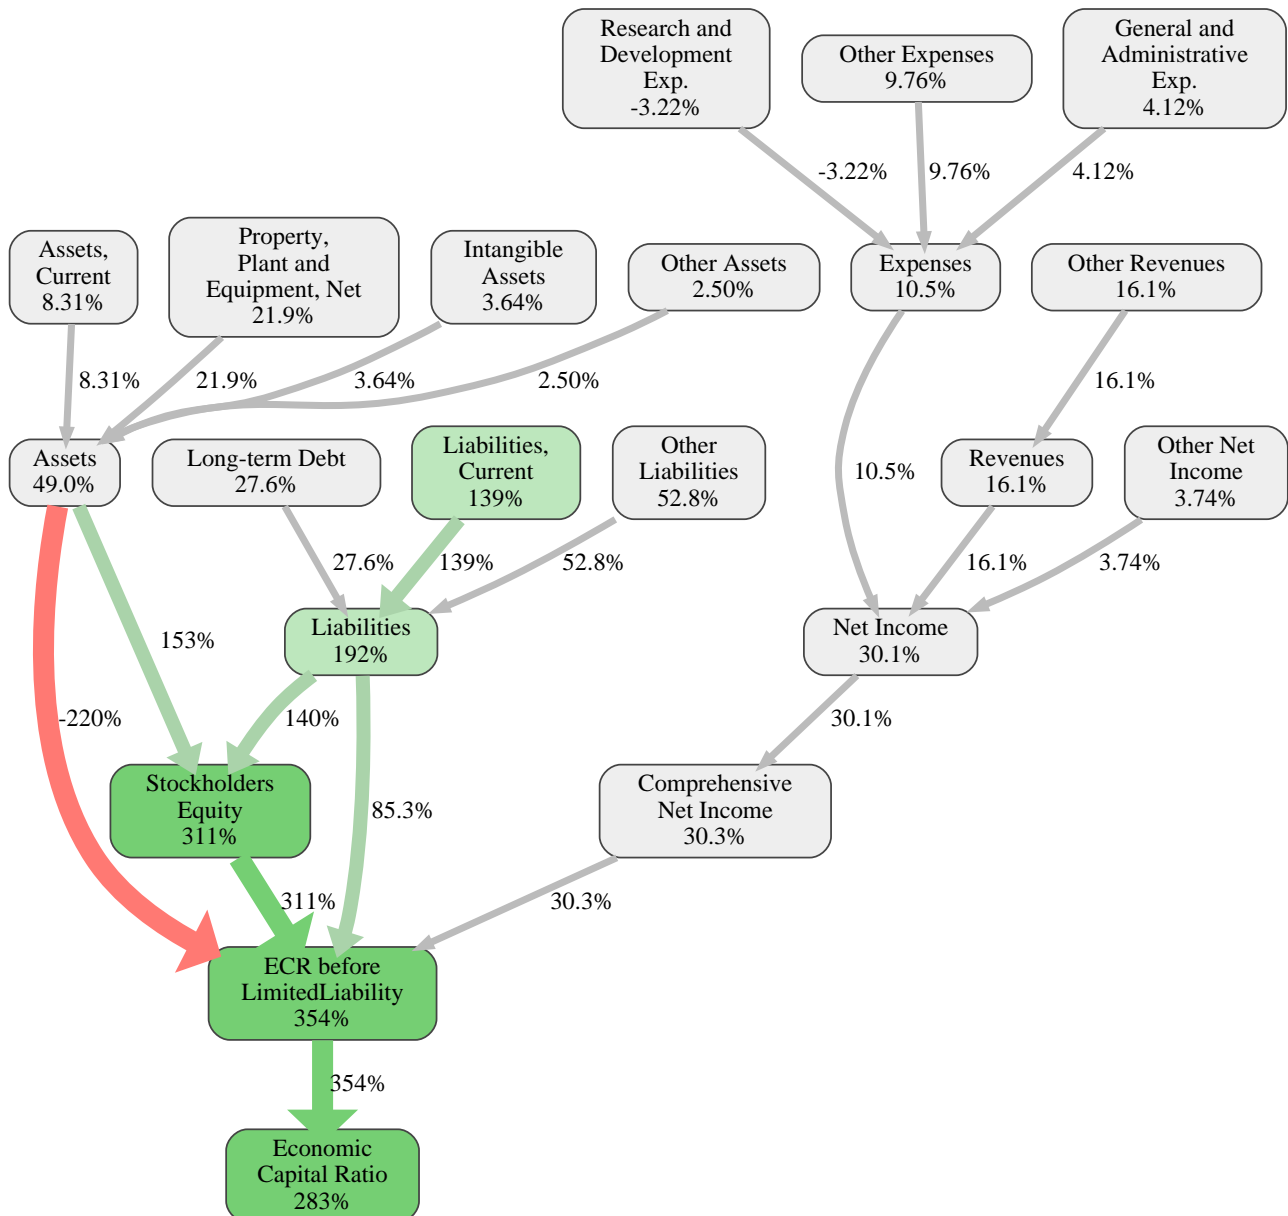 Research and
Development
Exp.
-3.22%
Other Expenses
9.76%
General and
Administrative
Exp.
4.12%
-3.22%
9.76%
4.12%
Assets,
Current
8.31%
Property,
Plant and
Equipment, Net
21.9%
Intangible
Assets
3.64%
Other Assets
2.50%
Expenses
10.5%
Other Revenues
16.1%
8.31%
21.9%
3.64%
2.50%
16.1%
Assets
49.0%
Long-term Debt
27.6%
Liabilities,
Current
139%
Other
Liabilities
52.8%
10.5%
Revenues
16.1%
Other Net
Income
3.74%
27.6%
139%
52.8%
16.1%
3.74%
153%
Liabilities
192%
Net Income
30.1%
-220%
140%
30.1%
Stockholders
Equity
311%
85.3%
Comprehensive
Net Income
30.3%
311%
30.3%
ECR before
LimitedLiability
354%
354%
Economic
Capital Ratio
283%